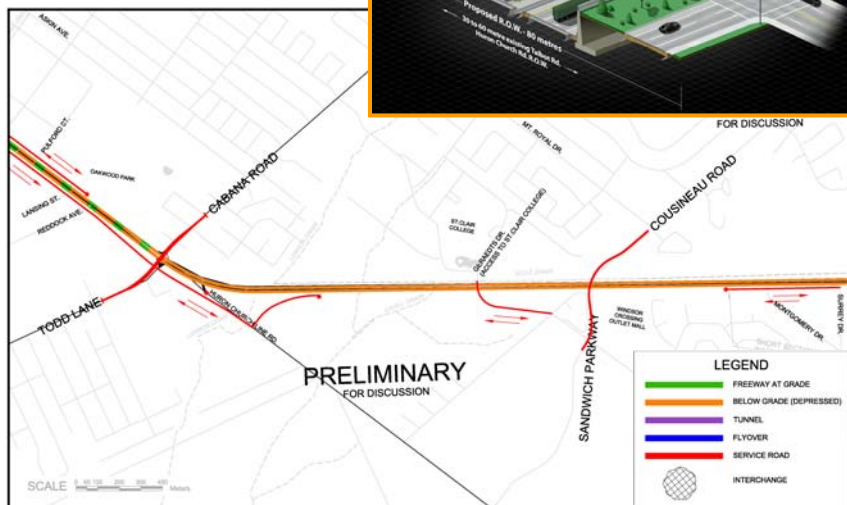 Proposed R.O.W. - 80 metres
30 to 60 metre existing Talbot Rd.
Huron Church Rd. R.O.W.
ASKIN AVE.
PULFORD ST.
OAKWOOD PARK
LANSING ST.
REDDOCK AVE.
CABANA ROAD
TODD LANE
HURON CHURCH LINE RD.
MT. ROYAL DR.
FOR DISCUSSION
ST.CLAIR
COLLEGE
GERAEDTS DR.
(ACCESS TO ST.CLAIR COLLEGE)
COUSINEAU ROAD
SANDWICH PARKWAY
WINDSOR
CROSSING
OUTLET MALL
MONTGOMERY DR.
SURREY DR.
PRELIMINARY
FOR DISCUSSION
LEGEND
FREEWAY AT GRADE
BELOW GRADE (DEPRESSED)
TUNNEL
FLYOVER
SERVICE ROAD
INTERCHANGE
SCALE
Meters